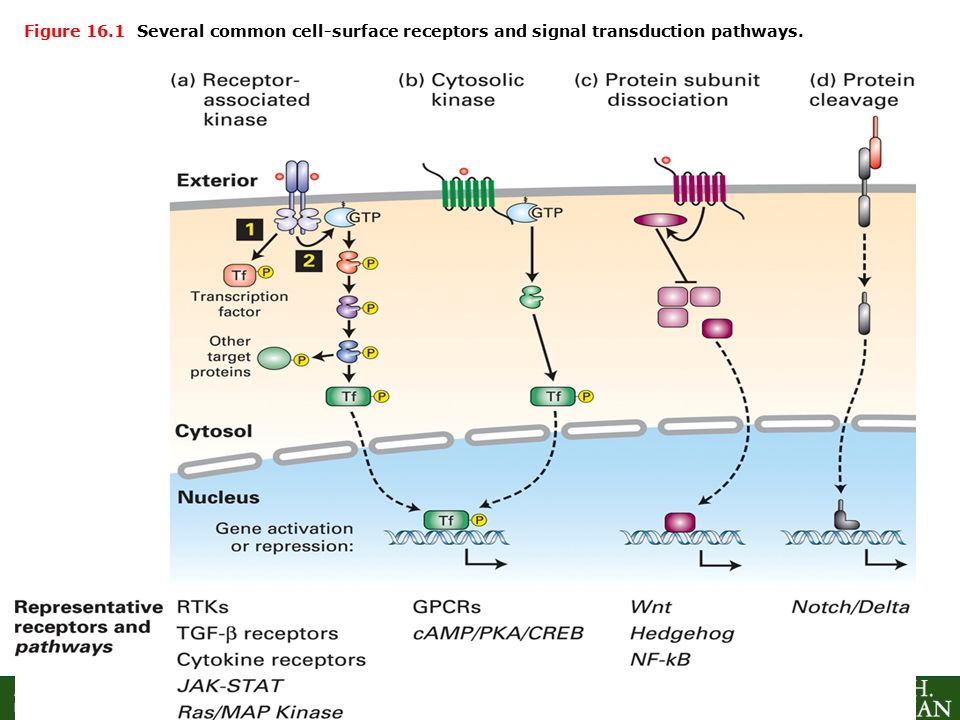 Figure 16.1 Several common cell-surface receptors and signal transduction pathways.
(a) Receptor-
associated
kinase
(b) Cytosolic
kinase
(c) Protein subunit
dissociation
(d) Protein
cleavage
Exterior
GTP
GTP
1
2
P
Tf P
Transcription
factor
P
Other
target
proteins
P
P
Tf P
Tf P
Cytosol
Nucleus
Gene activation
or repression:
Tf P
Representative
receptors and
pathways
RTKs
TGF-β receptors
Cytokine receptors
JAK-STAT
Ras/MAP Kinase
GPCRs
cAMP/PKA/CREB
Wnt
Hedgehog
NF-kB
Notch/Delta
H.
AN